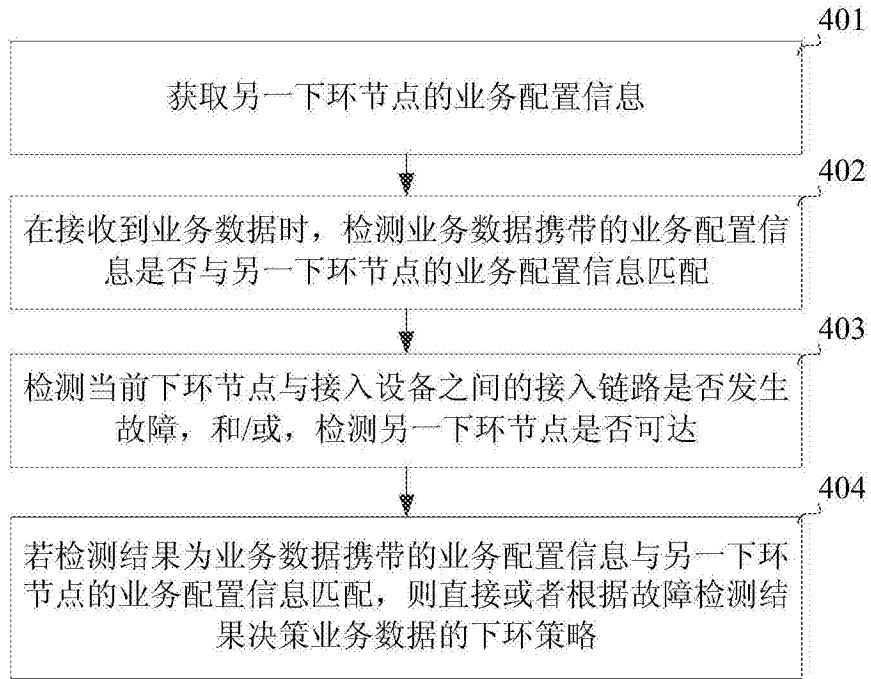 401
获取另一下环节点的业务配置信息
402
在接收到业务数据时，检测业务数据携带的业务配置信
息是否与另一下环节点的业务配置信息匹配
403
检测当前下环节点与接入设备之间的接入链路是否发生
故障，和/或，检测另一下环节点是否可达
404
若检测结果为业务数据携带的业务配置信息与另一下环
节点的业务配置信息匹配，则直接或者根据故障检测结
果决策业务数据的下环策略